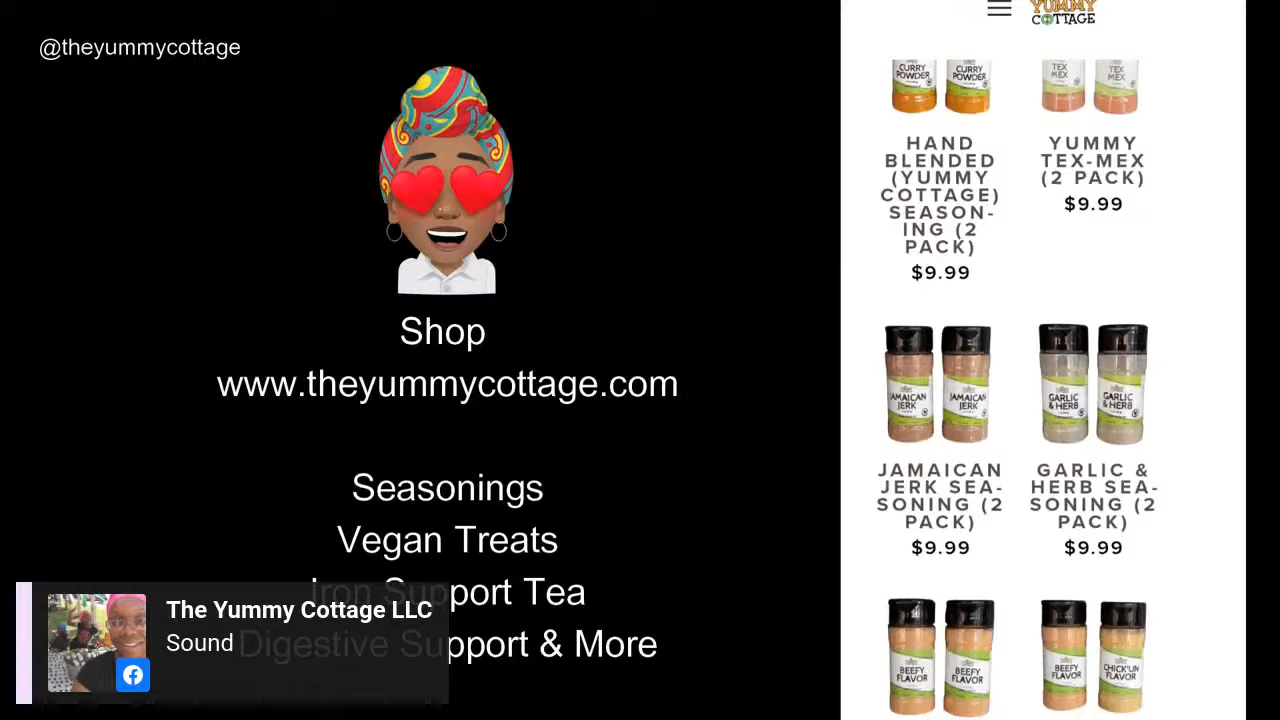 @theyummycottage
Shop
www.theyummycottage.com
Seasonings
Vegan Treats
Iron Support Tea
Digestive Support & More
The Yummy Cottage LLC
Sound
YUMMY
COTTAGE
CURRY
POWDER
CURRY
POWDER
TEX
MEX
TEX
MEX
HAND
BLENDED
(YUMMY
COTTAGE)
SEASON-
ING (2
PACK)
$9.99
YUMMY
TEX-MEX
(2 PACK)
$9.99
JAMAICAN
JERK
JAMAICAN
JERK
GARLIC
& HERB
GARLIC
& HERB
JAMAICAN
JERK SEA-
SONING (2
PACK)
$9.99
GARLIC &
HERB SEA-
SONING (2
PACK)
$9.99
BEEFY
FLAVOR
BEEFY
FLAVOR
BEEFY
FLAVOR
CHICK'UN
FLAVOR